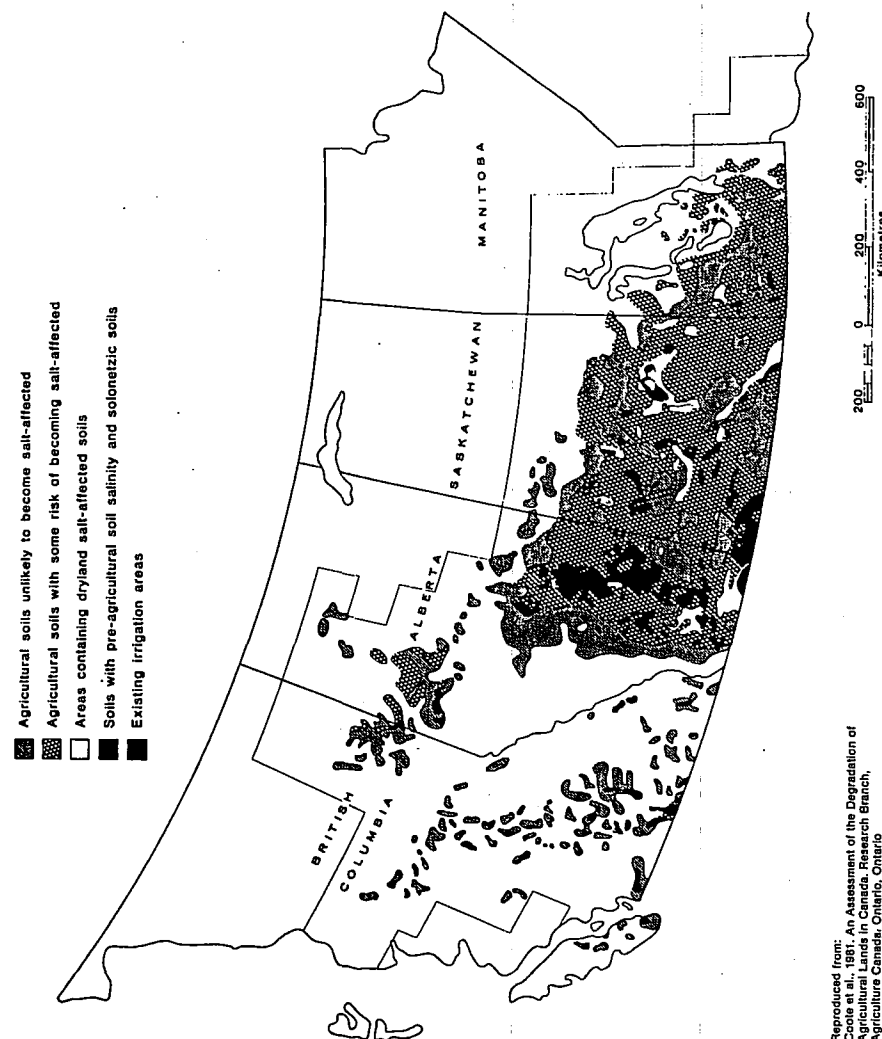 Agricultural soils unlikely to become salt-affected
Agricultural soils with some risk of becoming salt-affected
Areas containing dryland salt-affected soils
Soils with pre-agricultural soil salinity and solonetzic soils
Existing irrigation areas
BRITISH
COLUMBIA
ALBERTA
SASKATCHEWAN
MANITOBA
200 0 200 400 600
Kilometres
Reproduced from:
Coote et al., 1981. An Assessment of the Degradation of
Agricultural Lands in Canada. Research Branch,
Agriculture Canada, Ontario, Ontario